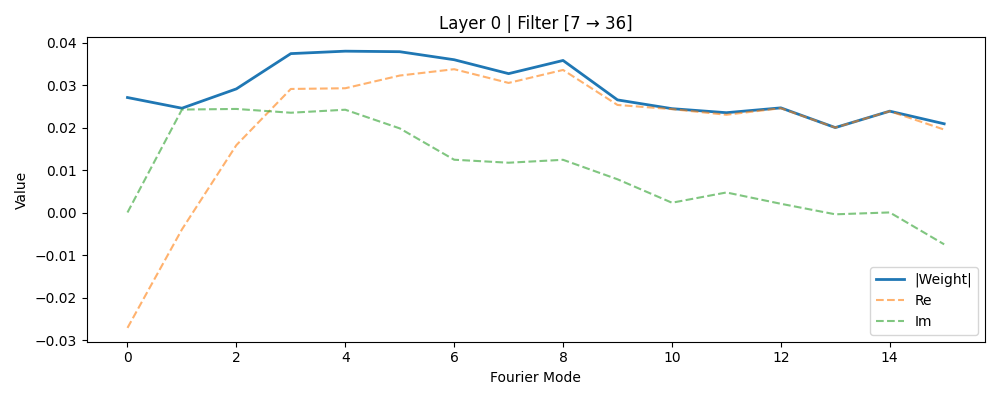 Layer 0 | Filter [7 → 36]
Value
0.04
0.03
0.02
0.01
0.00
−0.01
−0.02
−0.03
0 2 4 6 8 10 12 14
Fourier Mode
|Weight|
Re
Im